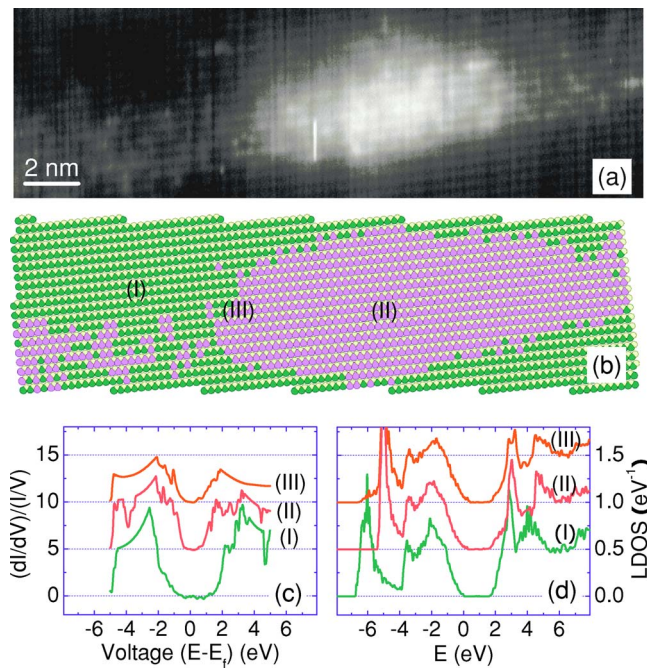 2 nm
(a)
(I)
(III)
(II)
(b)
15
10
5
0
(III)
(II)
(I)
(c)
-6 -4 -2 0 2 4 6
Voltage (E-E_f) (eV)
(dI/dV)/(I/V)
(III)
(II)
(I)
(d)
1.5
1.0
0.5
0.0
-6 -4 -2 0 2 4 6
E (eV)
LDOS (eV⁻¹)